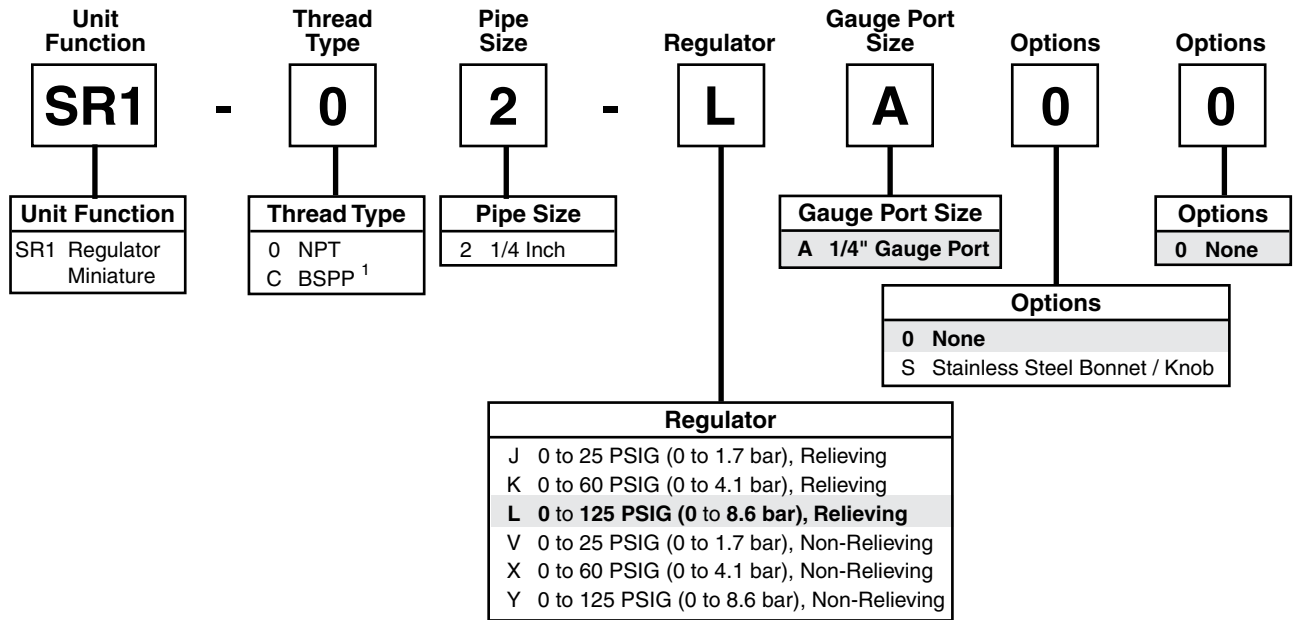 Unit Function
Thread Type
Pipe Size
Regulator
Gauge Port Size
Options
Options
SR1 - 0 2 - L A 0 0
Unit Function
SR1 Regulator
Miniature
Thread Type
0 NPT
C BSPP 1
Pipe Size
2 1/4 Inch
Gauge Port Size
A 1/4" Gauge Port
Options
0 None
Options
0 None
S Stainless Steel Bonnet / Knob
Regulator
J 0 to 25 PSIG (0 to 1.7 bar), Relieving
K 0 to 60 PSIG (0 to 4.1 bar), Relieving
L 0 to 125 PSIG (0 to 8.6 bar), Relieving
V 0 to 25 PSIG (0 to 1.7 bar), Non-Relieving
X 0 to 60 PSIG (0 to 4.1 bar), Non-Relieving
Y 0 to 125 PSIG (0 to 8.6 bar), Non-Relieving